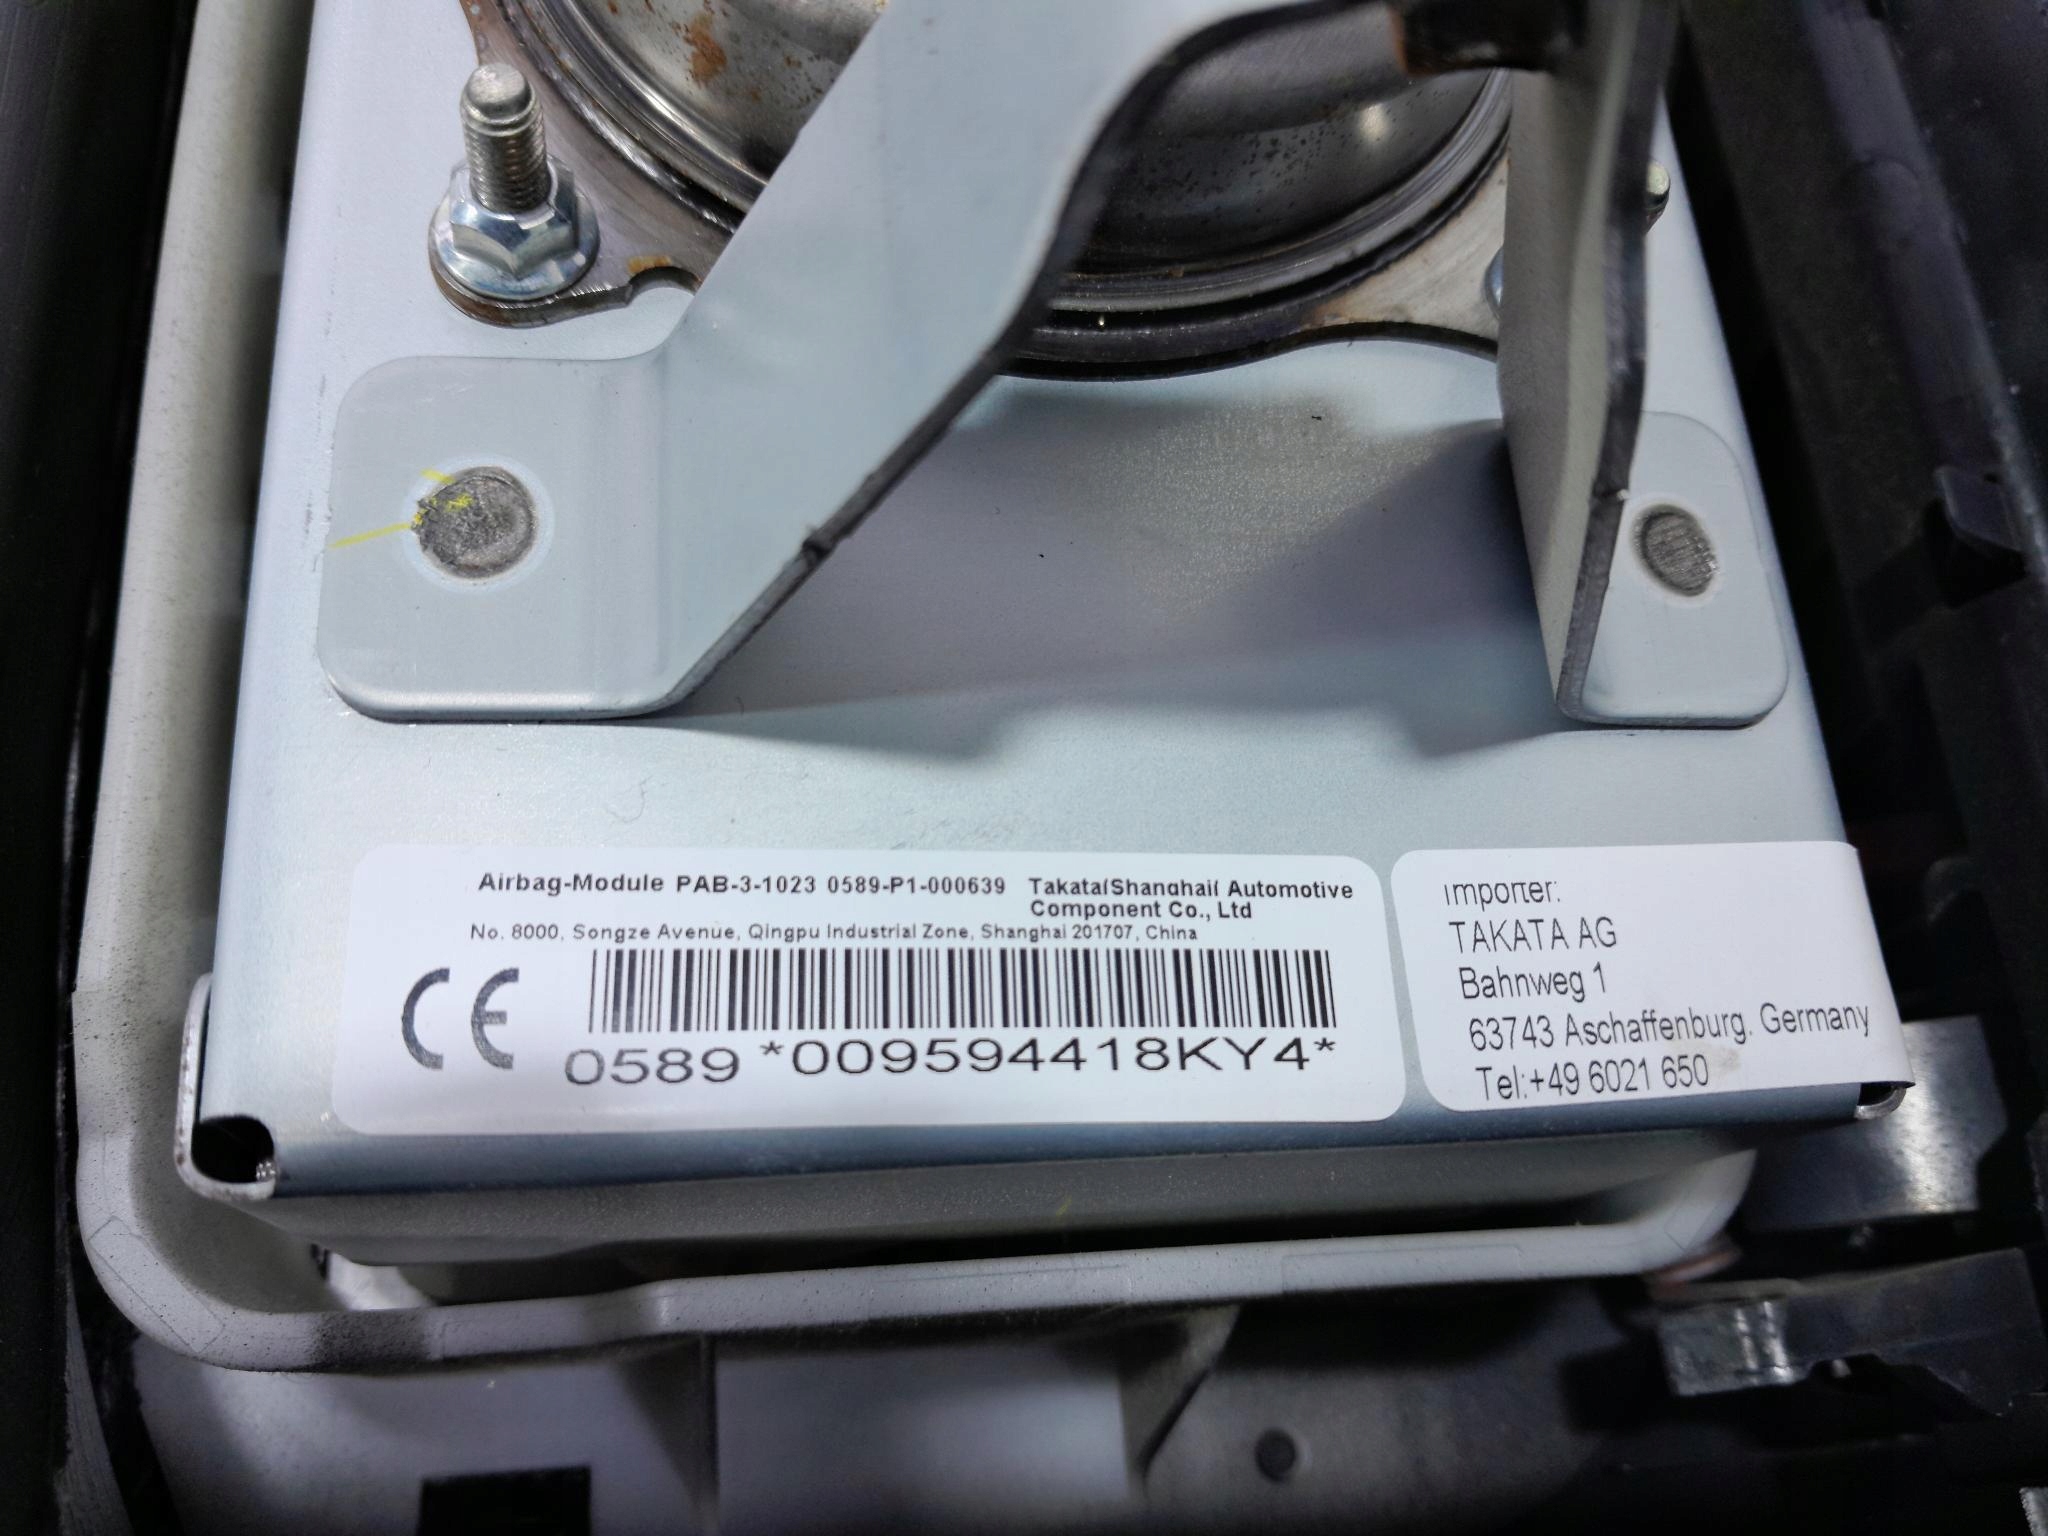 Airbag-Module PAB-3-1023 0589-P1-000639 Takata(Shanghai( Automotive
Component Co., Ltd
No. 8000, Songze Avenue, Qingpu Industrial Zone, Shanghai 201707, China
CE
0589 *009594418KY4*
Importer:
TAKATA AG
Bahnweg 1
63743 Aschaffenburg. Germany
Tel:+49 6021 650